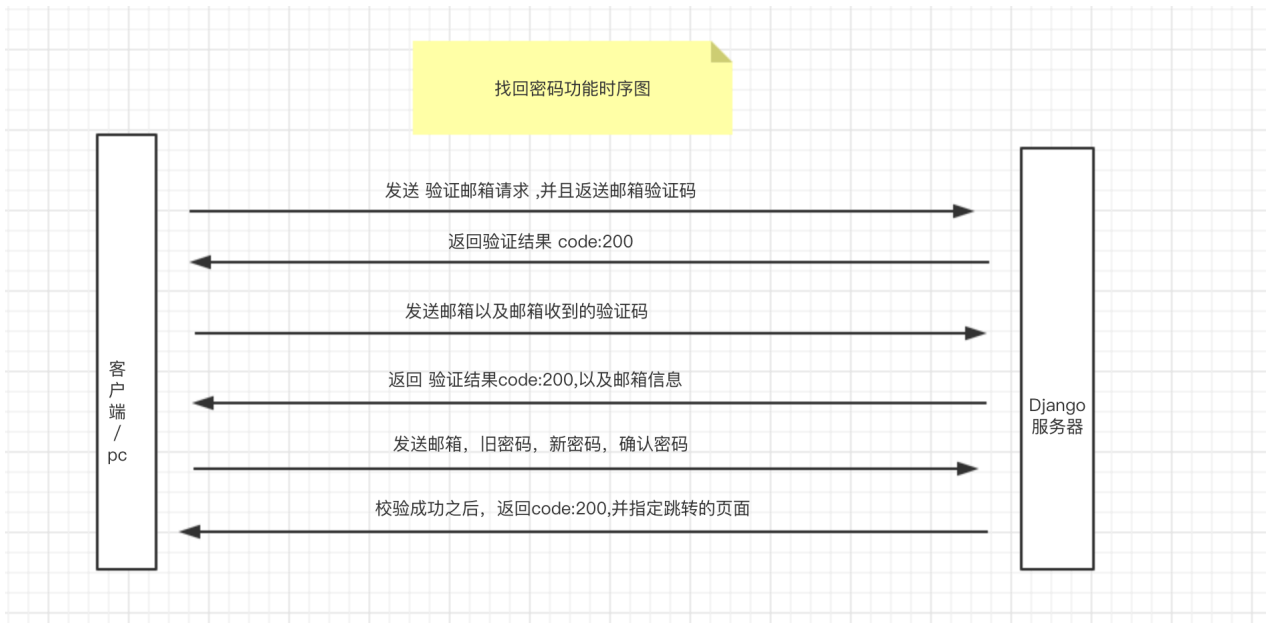 找回密码功能时序图
发送 验证邮箱请求 ,并且返送邮箱验证码
返回验证结果 code:200
发送邮箱以及邮箱收到的验证码
返回 验证结果code:200,以及邮箱信息
发送邮箱，旧密码，新密码，确认密码
校验成功之后，返回code:200,并指定跳转的页面
客
户
端
/
pc
Django
服务器